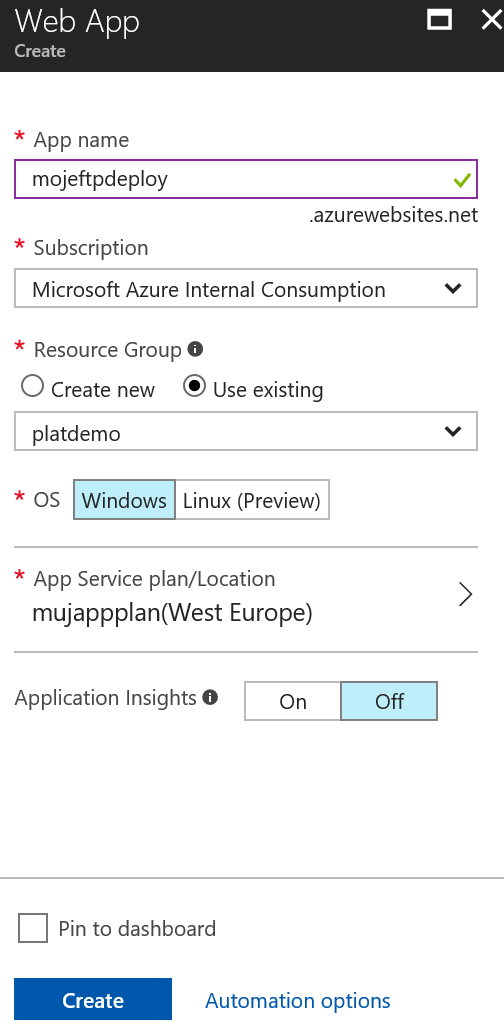 Web App
Create
* App name
mojeftpdeploy
.azurewebsites.net
* Subscription
Microsoft Azure Internal Consumption
* Resource Group
Create new Use existing
platdemo
* OS Windows Linux (Preview)
* App Service plan/Location
mujappplan(West Europe)
Application Insights On Off
Pin to dashboard
Create Automation options